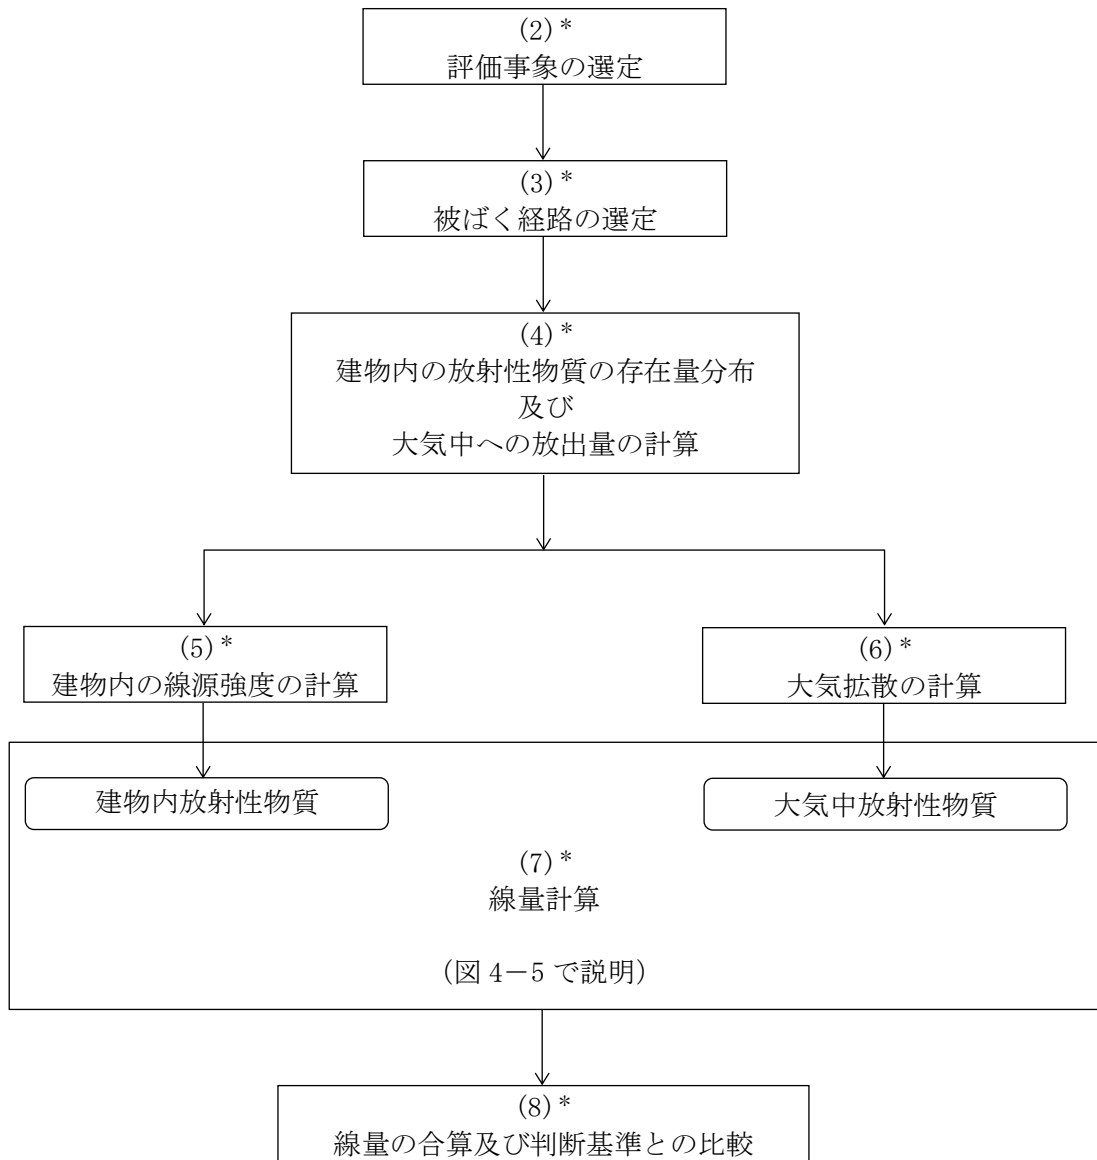 (2)*
評価事象の選定
(3)*
被ばく経路の選定
(4)*
建物内の放射性物質の存在量分布
及び
大気中への放出量の計算
(5)*
建物内の線源強度の計算
(6)*
大気拡散の計算
建物内放射性物質
大気中放射性物質
(7)*
線量計算
(図 4－5 で説明)
(8)*
線量の合算及び判断基準との比較